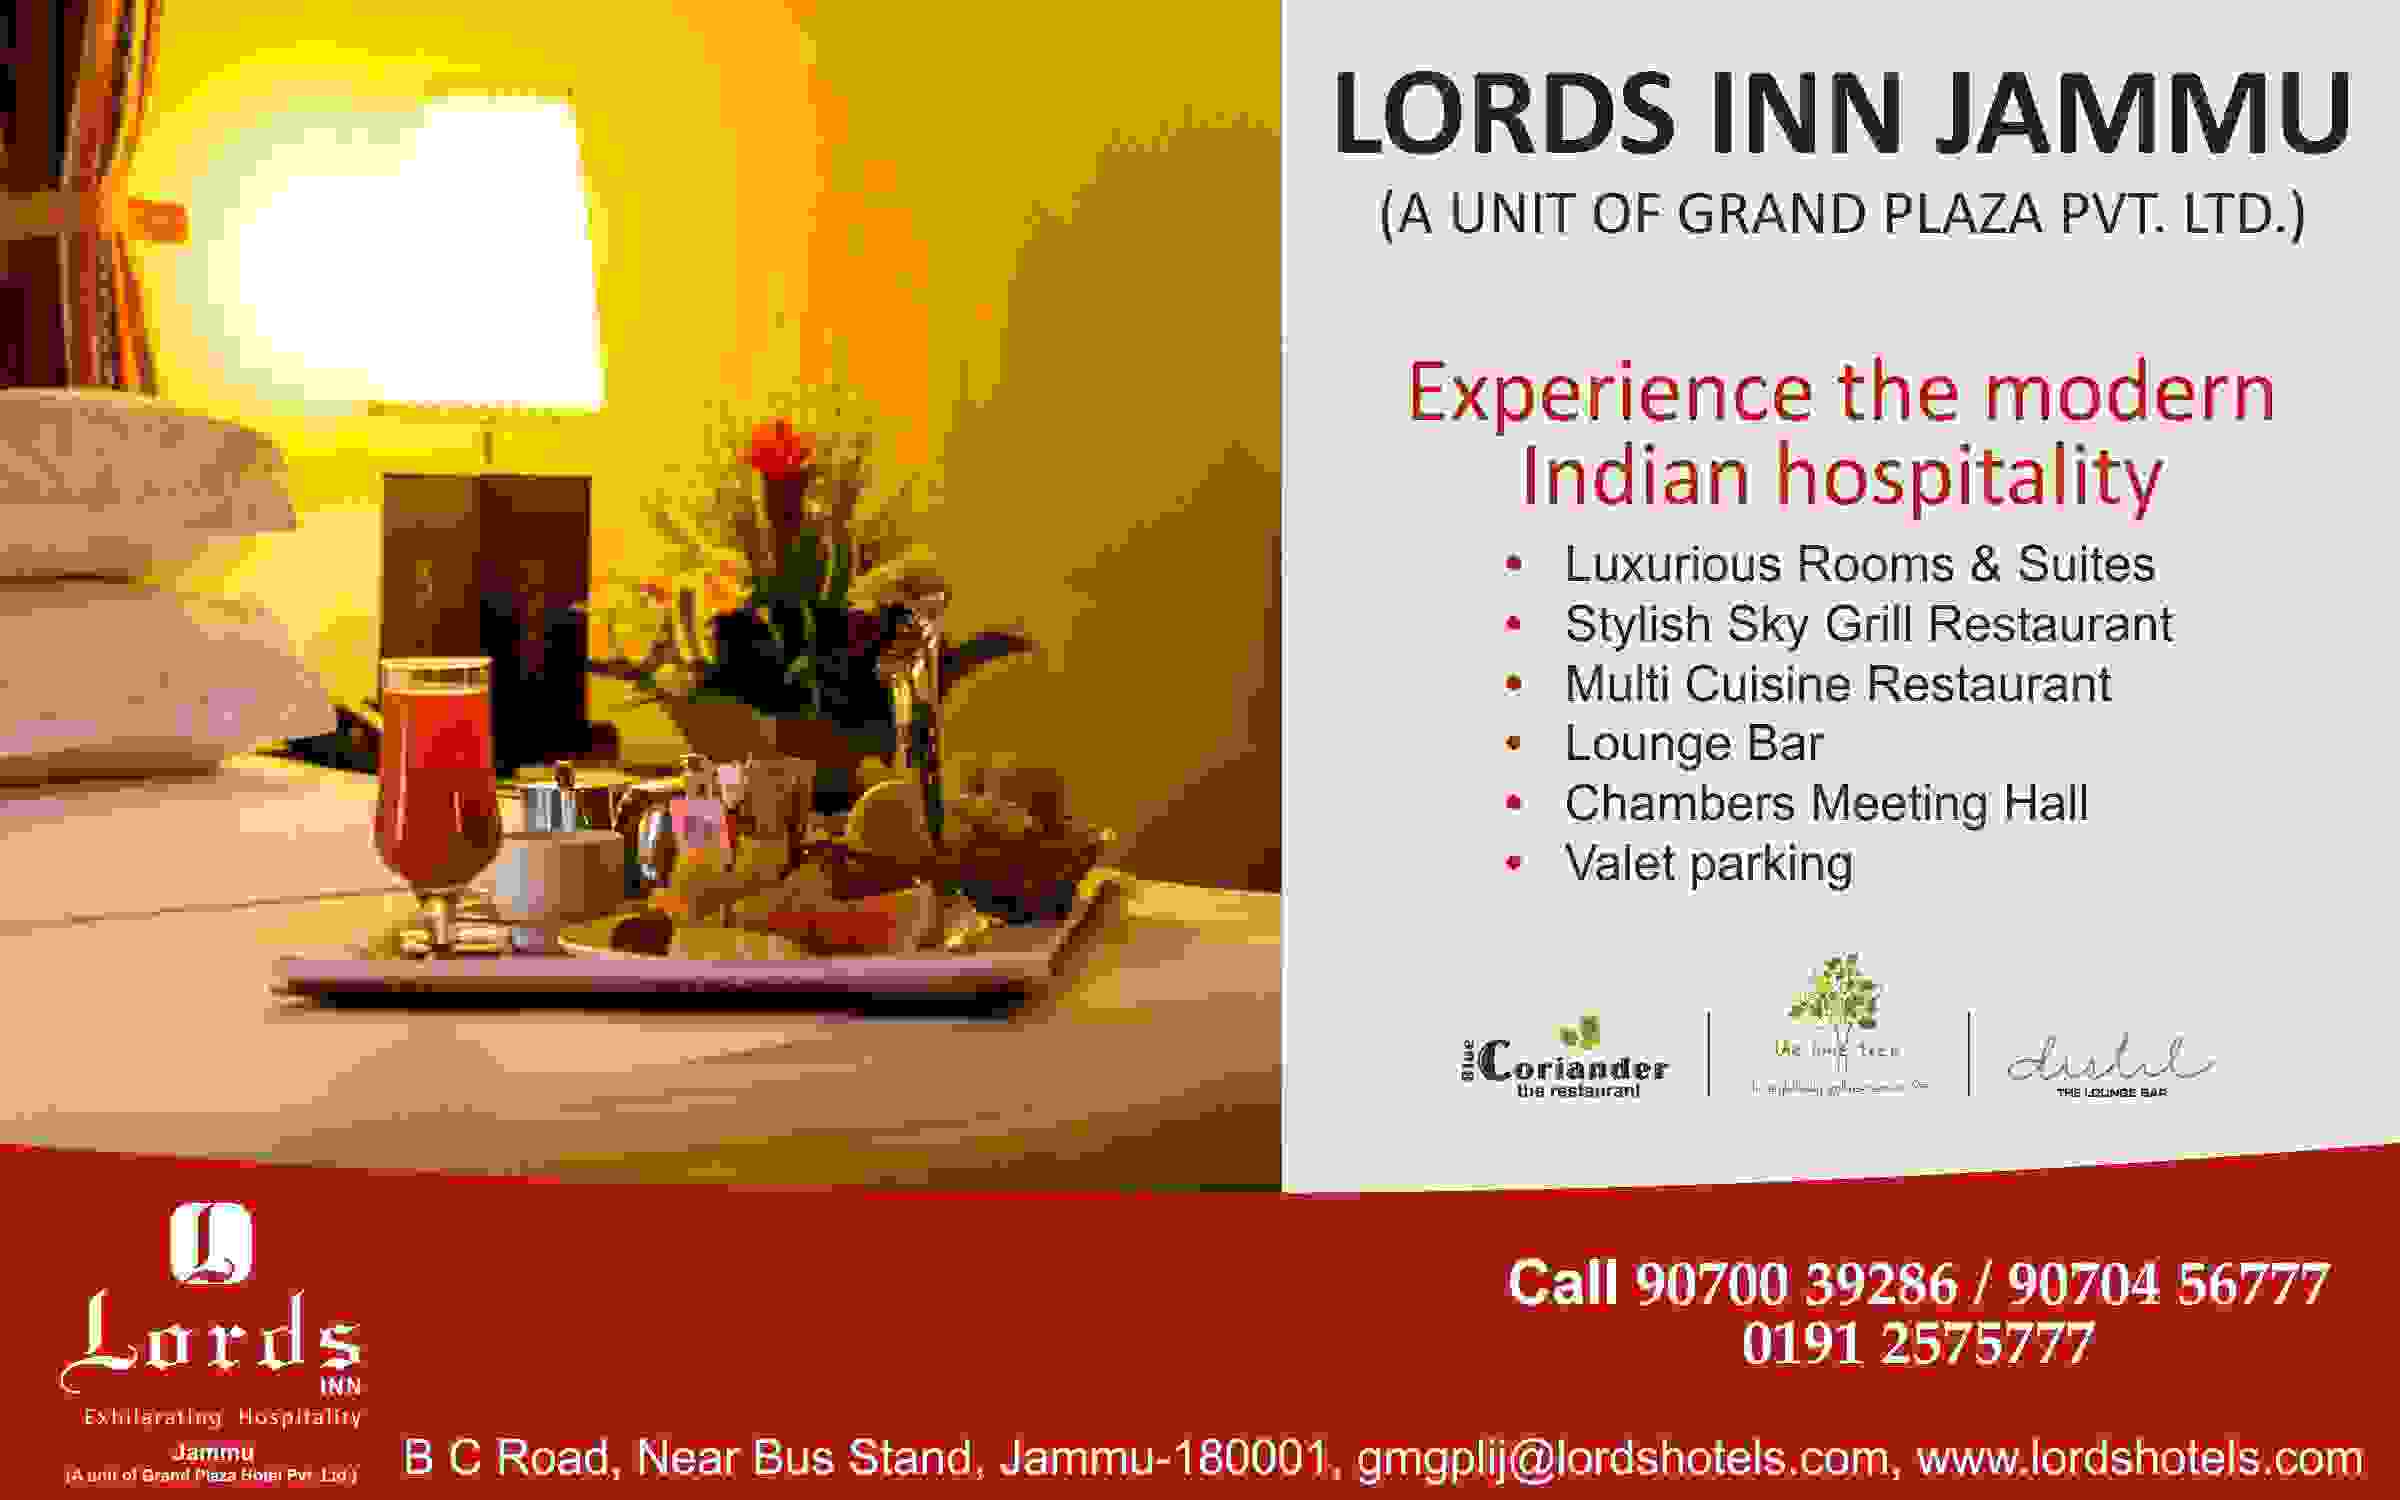 LORDS INN JAMMU
(A UNIT OF GRAND PLAZA PVT. LTD.)
Experience the modern
Indian hospitality
• Luxurious Rooms & Suites
• Stylish Sky Grill Restaurant
• Multi Cuisine Restaurant
• Lounge Bar
• Chambers Meeting Hall
• Valet parking
Blue Coriander
the restaurant
the lime tree
distil
THE LOUNGE BAR
Call 90700 39286 / 90704 56777
0191 2575777
Lords
INN
Exhilarating Hospitality
Jammu
(A unit of Grand Plaza Hotel Pvt. Ltd.)
B C Road, Near Bus Stand, Jammu-180001, gmgplij@lordshotels.com, www.lordshotels.com